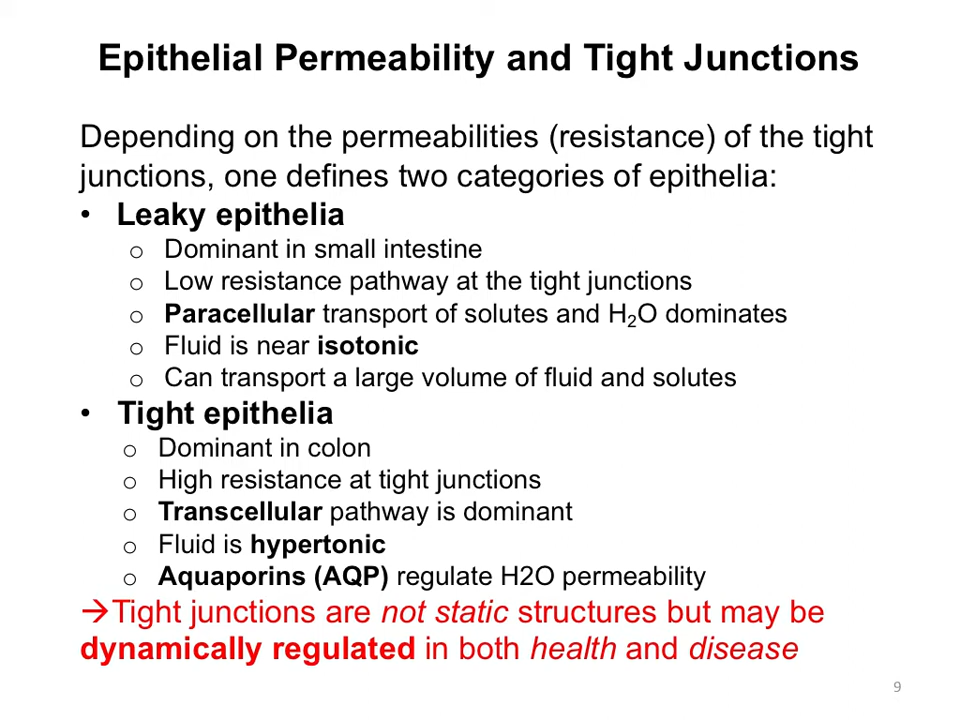 Epithelial Permeability and Tight Junctions
Depending on the permeabilities (resistance) of the tight
junctions, one defines two categories of epithelia:
• Leaky epithelia
o Dominant in small intestine
o Low resistance pathway at the tight junctions
o Paracellular transport of solutes and H₂O dominates
o Fluid is near isotonic
o Can transport a large volume of fluid and solutes
• Tight epithelia
o Dominant in colon
o High resistance at tight junctions
o Transcellular pathway is dominant
o Fluid is hypertonic
o Aquaporins (AQP) regulate H2O permeability
→Tight junctions are not static structures but may be
dynamically regulated in both health and disease
9